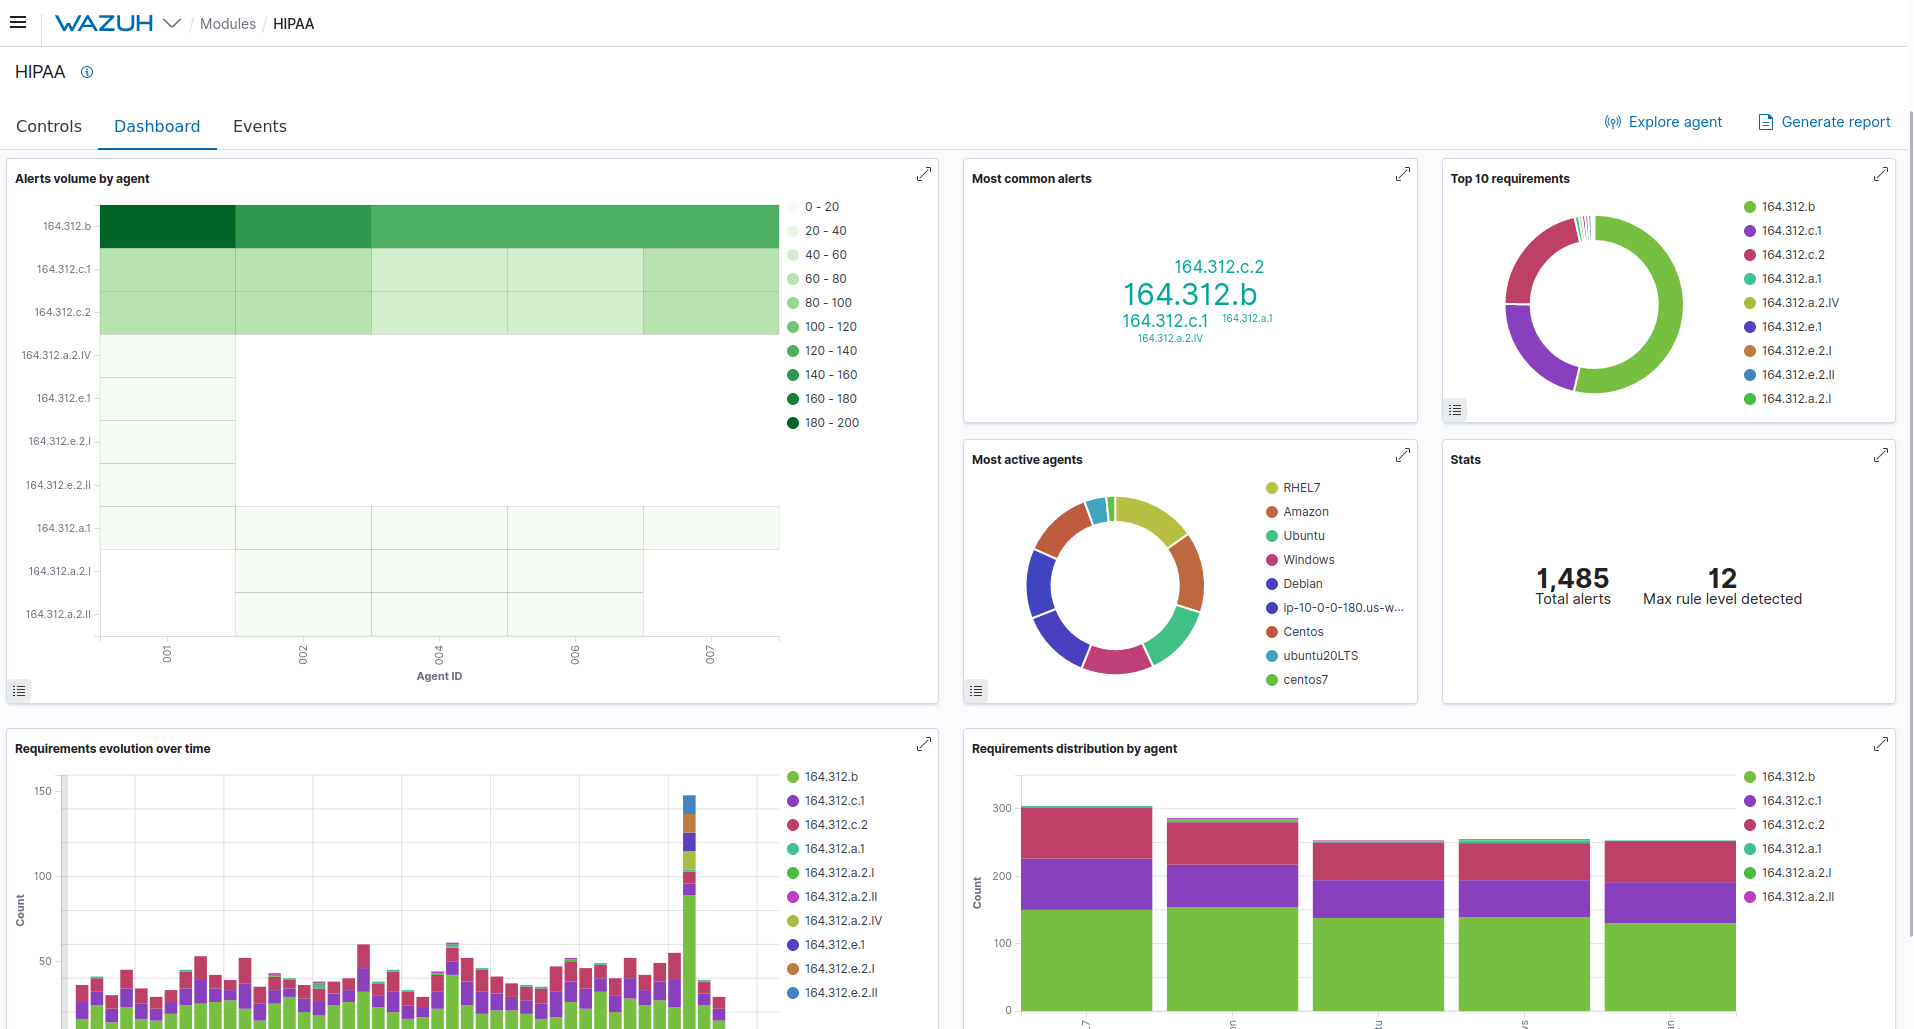 WAZUH / Modules / HIPAA
HIPAA
Controls Dashboard Events
Explore agent Generate report
Alerts volume by agent
164.312.b
164.312.c.1
164.312.c.2
164.312.a.2.IV
164.312.e.1
164.312.e.2.I
164.312.e.2.II
164.312.a.1
164.312.a.2.I
164.312.a.2.II
001 002 004 006 007
Agent ID
0 - 20
20 - 40
40 - 60
60 - 80
80 - 100
100 - 120
120 - 140
140 - 160
160 - 180
180 - 200
Most common alerts
164.312.c.2
164.312.b
164.312.c.1 164.312.a.1
164.312.a.2.IV
Top 10 requirements
164.312.b
164.312.c.1
164.312.c.2
164.312.a.1
164.312.a.2.IV
164.312.e.1
164.312.e.2.I
164.312.e.2.II
164.312.a.2.I
Most active agents
RHEL7
Amazon
Ubuntu
Windows
Debian
ip-10-0-0-180.us-w...
Centos
ubuntu20LTS
centos7
Stats
1,485 12
Total alerts Max rule level detected
Requirements evolution over time
150
100
50
Count
164.312.b
164.312.c.1
164.312.c.2
164.312.a.1
164.312.a.2.I
164.312.a.2.II
164.312.a.2.IV
164.312.e.1
164.312.e.2.I
164.312.e.2.II
Requirements distribution by agent
300
200
100
0
Count
164.312.b
164.312.c.1
164.312.c.2
164.312.a.1
164.312.a.2.I
164.312.a.2.II